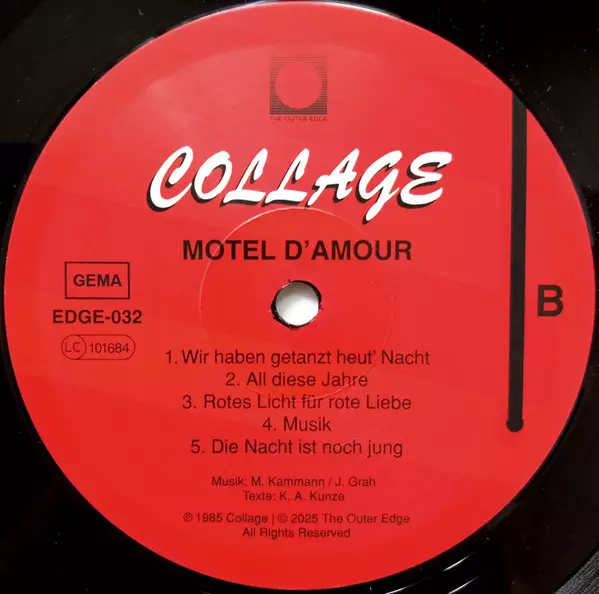 THE OUTER EDGE
COLLAGE
MOTEL D'AMOUR
GEMA
EDGE-032
LC 101684
B
1. Wir haben getanzt heut' Nacht
2. All diese Jahre
3. Rotes Licht für rote Liebe
4. Musik
5. Die Nacht ist noch jung
Musik: M. Kammann / J. Grah
Texte: K. A. Kunze
℗ 1985 Collage | © 2025 The Outer Edge
All Rights Reserved